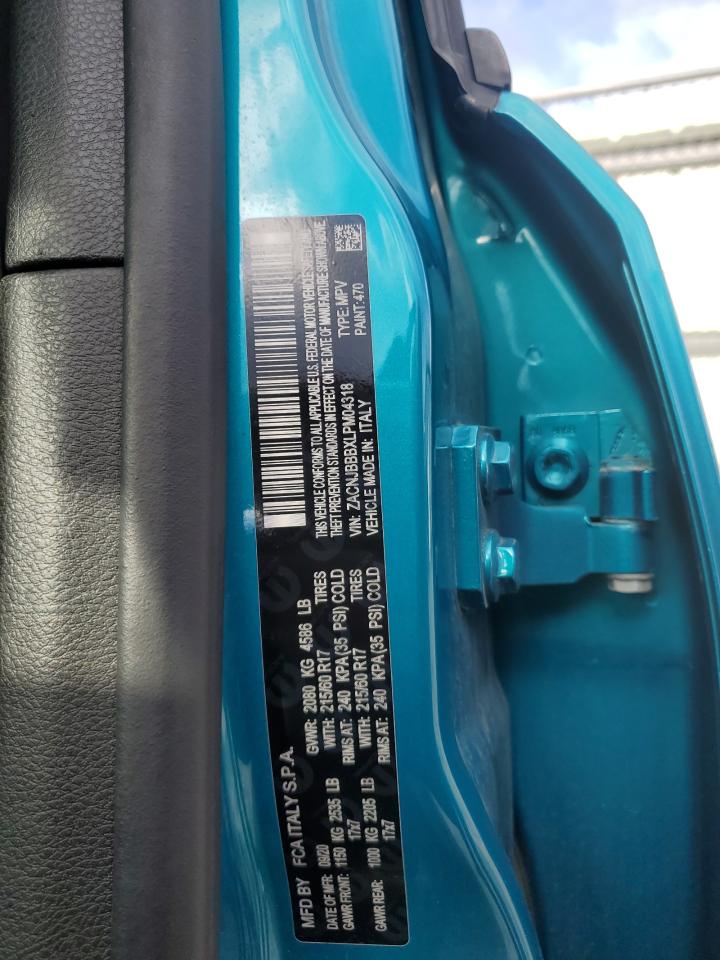 MFD BY FCA ITALY S.P.A.
DATE OF MFR: 09/20 GVWR: 2080 KG 4586 LB
GAWR FRONT: 1150 KG 2535 LB WITH: 215/60 R17 TIRES
17x7 RIMS AT: 240 KPA(35 PSI) COLD
GAWR REAR: 1000 KG 2205 LB WITH: 215/60 R17 TIRES
17x7 RIMS AT: 240 KPA(35 PSI) COLD
THIS VEHICLE CONFORMS TO ALL APPLICABLE U.S. FEDERAL MOTOR VEHICLE SAFETY AND
THEFT PREVENTION STANDARDS IN EFFECT ON THE DATE OF MANUFACTURE SHOWN ABOVE.
VIN: ZACNJBBBXLPM04318 TYPE: MPV
VEHICLE MADE IN: ITALY PAINT: 470